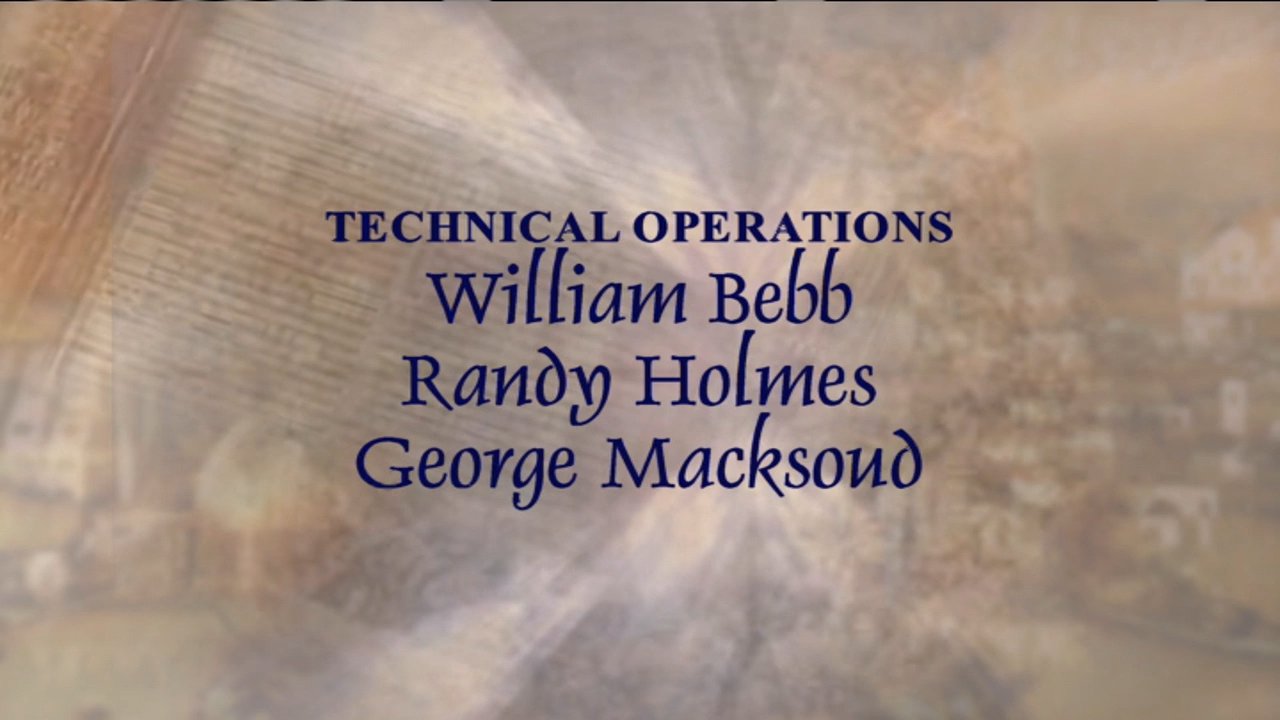 TECHNICAL OPERATIONS
William Bebb
Randy Holmes
George Macksoud